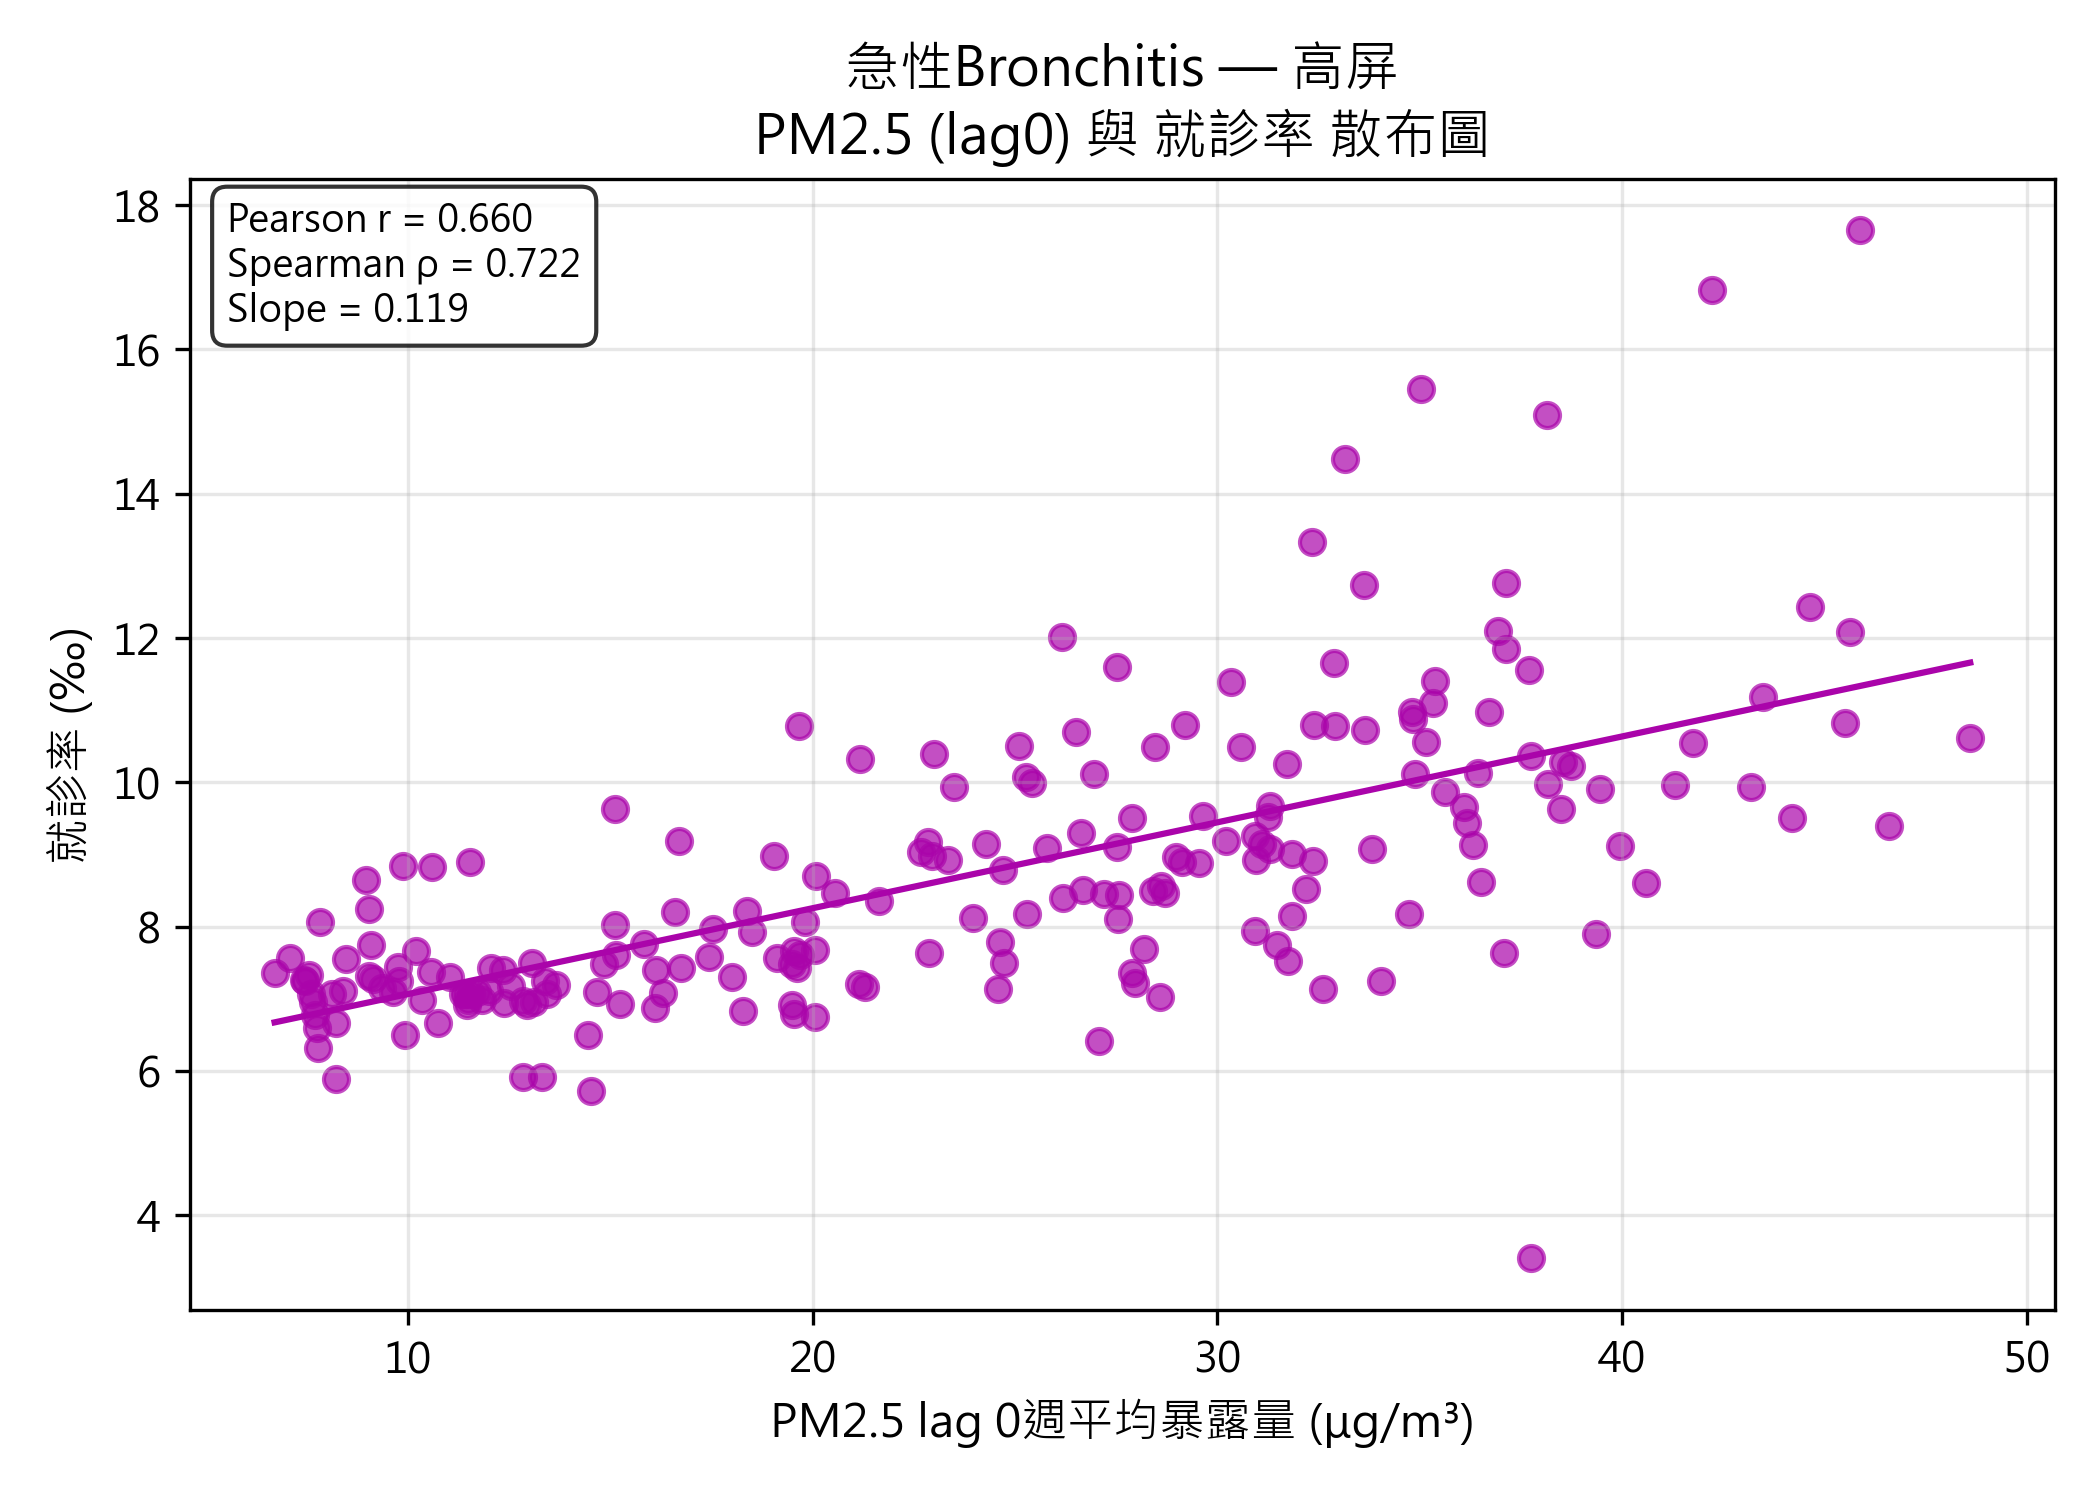 急性Bronchitis — 高屏
PM2.5 (lag0) 與 就診率 散布圖
Pearson r = 0.660
Spearman ρ = 0.722
Slope = 0.119
就診率 (‰)
18
16
14
12
10
8
6
4
10
20
30
40
50
PM2.5 lag 0週平均暴露量 (μg/m³)